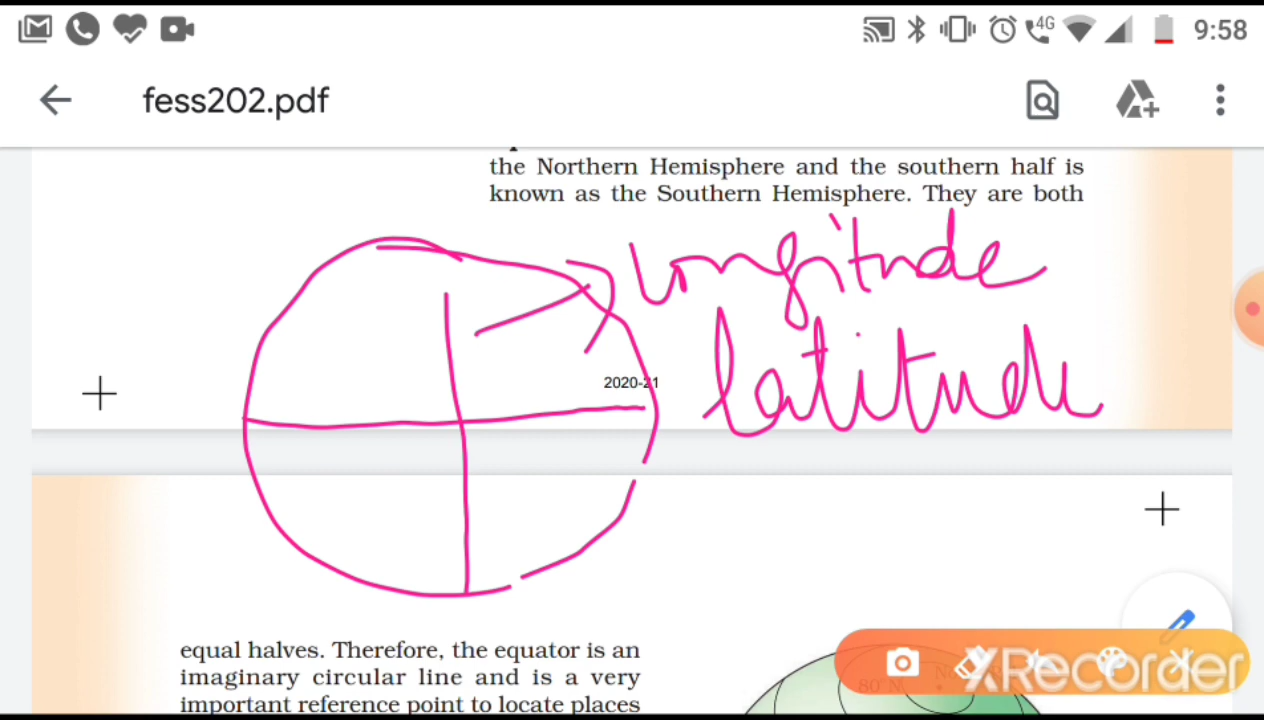 4G 9:58
fess202.pdf
the Northern Hemisphere and the southern half is
known as the Southern Hemisphere. They are both
Longitude
latitude
2020-21
equal halves. Therefore, the equator is an
imaginary circular line and is a very
important reference point to locate places
80° N
XRecorder